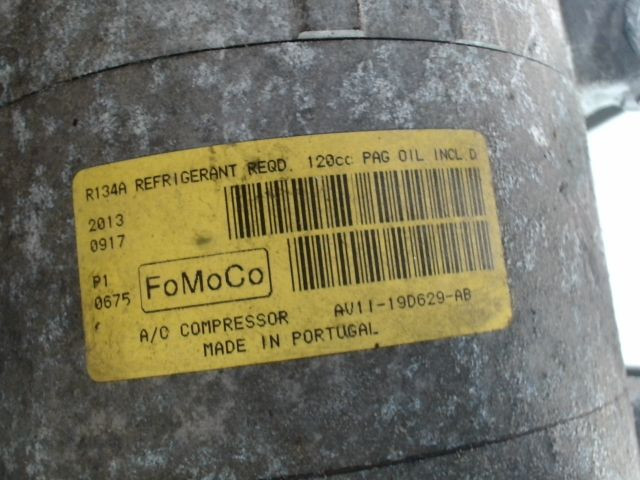 R134A REFRIGERANT REQD. 120cc PAG OIL INCL D
2013
0917
P1
0675
FoMoCo
A/C COMPRESSOR AV11-19D629-AB
MADE IN PORTUGAL